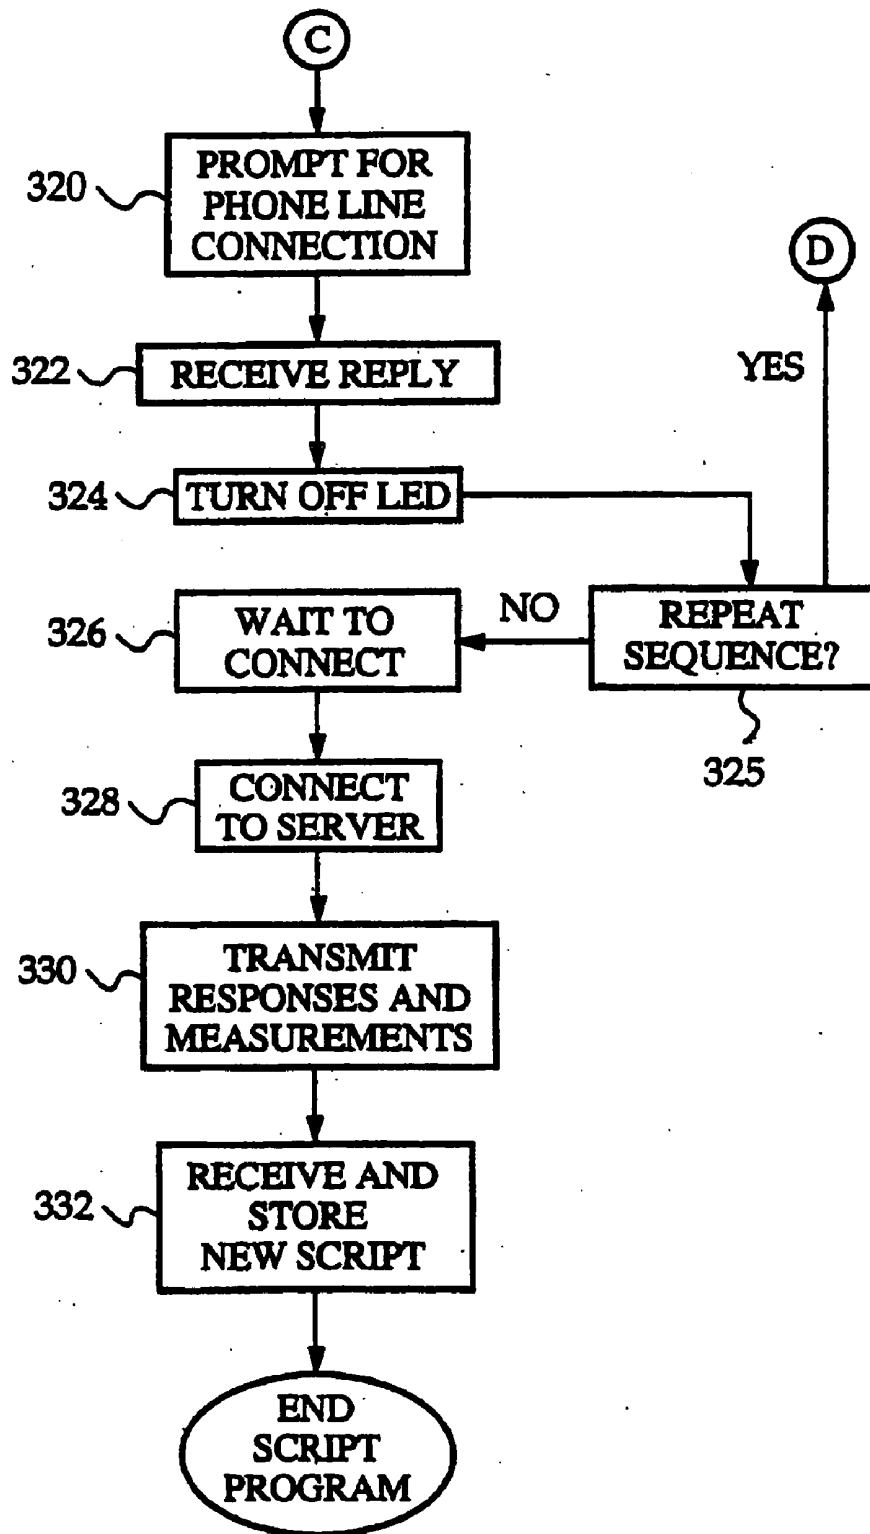 C
320
PROMPT FOR
PHONE LINE
CONNECTION
D
322
RECEIVE REPLY
YES
324
TURN OFF LED
326
WAIT TO
CONNECT
NO
REPEAT
SEQUENCE?
325
328
CONNECT
TO SERVER
330
TRANSMIT
RESPONSES AND
MEASUREMENTS
332
RECEIVE AND
STORE
NEW SCRIPT
END
SCRIPT
PROGRAM